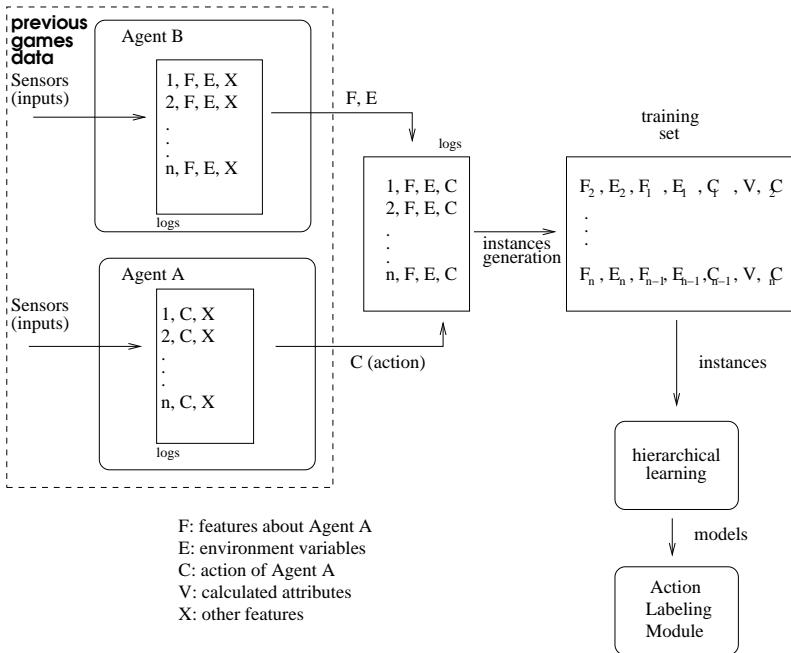 previous
games
data
Agent B
Sensors
(inputs)
1, F, E, X
2, F, E, X
.
.
.
n, F, E, X
logs
F, E
Agent A
Sensors
(inputs)
1, C, X
2, C, X
.
.
.
n, C, X
logs
C (action)
logs
1, F, E, C
2, F, E, C
.
.
.
n, F, E, C
instances
generation
training
set
F2 , E2 , F1 , E1 , C1 , V, 2C
.
.
.
Fn , En , Fn−1, En−1, Cn−1 , V, nC
instances
hierarchical
learning
models
Action
Labeling
Module
F: features about Agent A
E: environment variables
C: action of Agent A
V: calculated attributes
X: other features